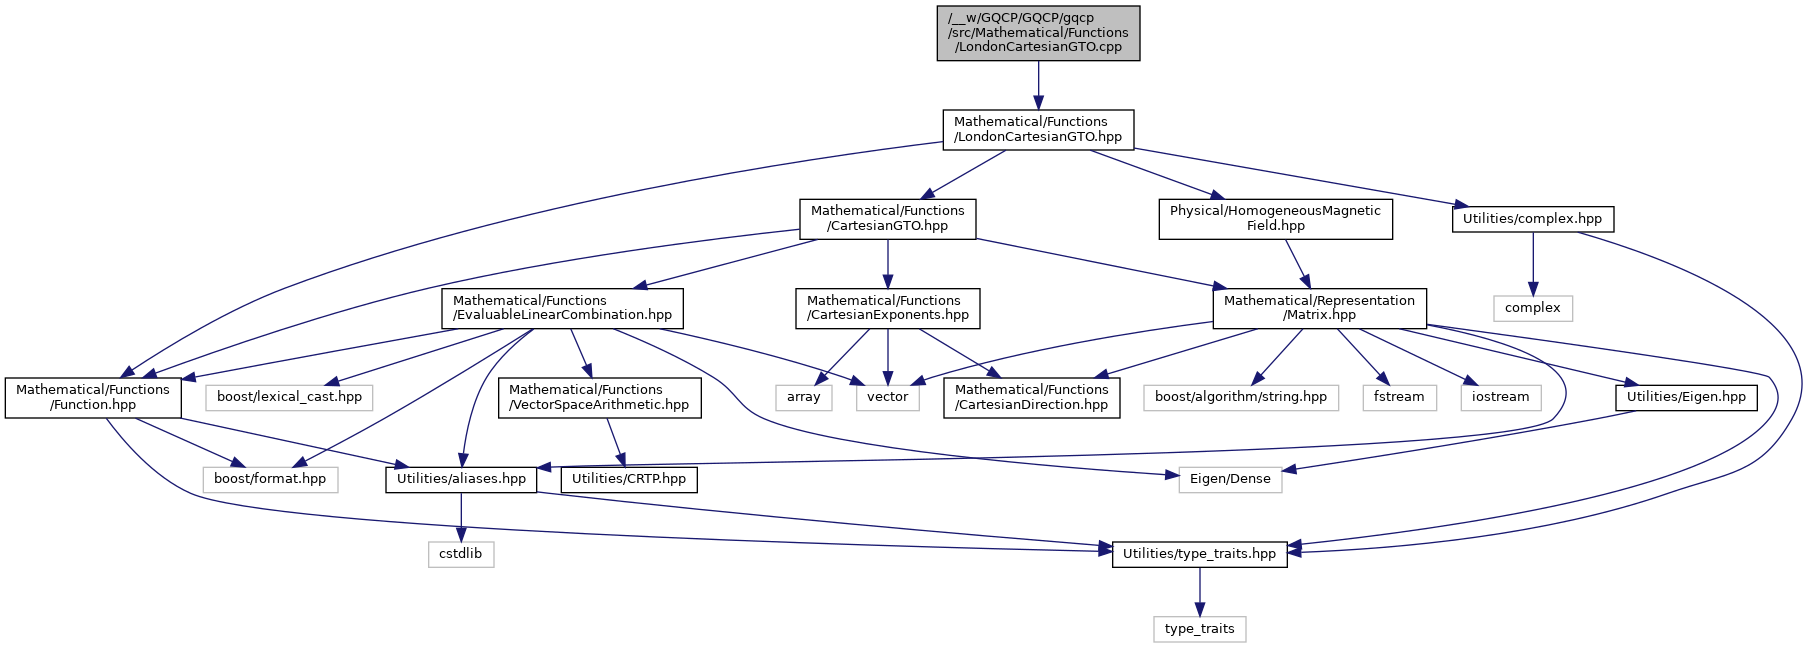 /__w/GQCP/GQCP/gqcp
/src/Mathematical/Functions
/LondonCartesianGTO.cpp
Mathematical/Functions
/LondonCartesianGTO.hpp
Mathematical/Functions
/CartesianGTO.hpp
Physical/HomogeneousMagnetic
Field.hpp
Utilities/complex.hpp
Mathematical/Functions
/EvaluableLinearCombination.hpp
Mathematical/Functions
/CartesianExponents.hpp
Mathematical/Representation
/Matrix.hpp
complex
Mathematical/Functions
/Function.hpp
boost/lexical_cast.hpp
Mathematical/Functions
/VectorSpaceArithmetic.hpp
array
vector
Mathematical/Functions
/CartesianDirection.hpp
boost/algorithm/string.hpp
fstream
iostream
Utilities/Eigen.hpp
boost/format.hpp
Utilities/aliases.hpp
Utilities/CRTP.hpp
Eigen/Dense
cstdlib
Utilities/type_traits.hpp
type_traits